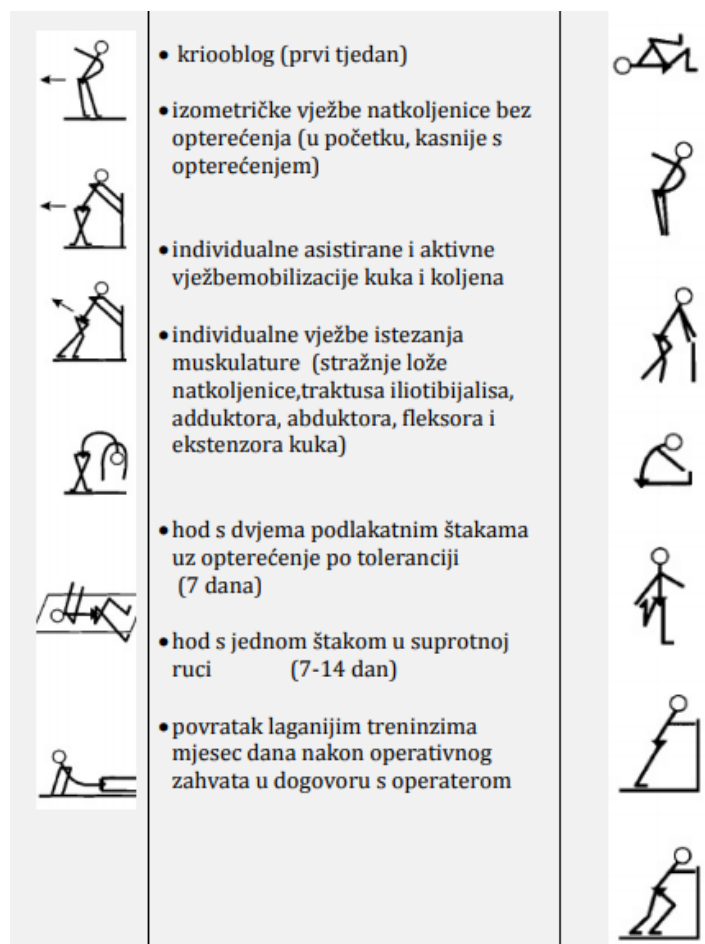 • kriooblog (prvi tjedan)
• izometričke vježbe natkoljenice bez
opterećenja (u početku, kasnije s
opterećenjem)
• individualne asistirane i aktivne
vježbemobilizacije kuka i koljena
• individualne vježbe istezanja
muskulature (stražnje lože
natkoljenice,traktusa iliotibijalisa,
adduktora, abduktora, fleksora i
ekstenzora kuka)
• hod s dvjema podlakatnim štakama
uz opterećenje po toleranciji
(7 dana)
• hod s jednom štakom u suprotnoj
ruci (7-14 dan)
• povratak laganijim treninzima
mjesec dana nakon operativnog
zahvata u dogovoru s operaterom